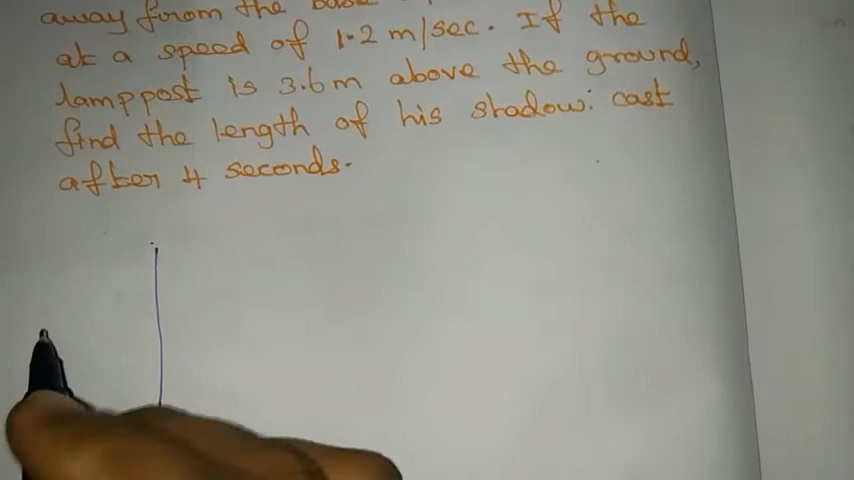 away from the base
at a speed of 1.2 m/sec. If the
lamppost is 3.6m above the ground,
find the length of his shadow cast
after 4 seconds.